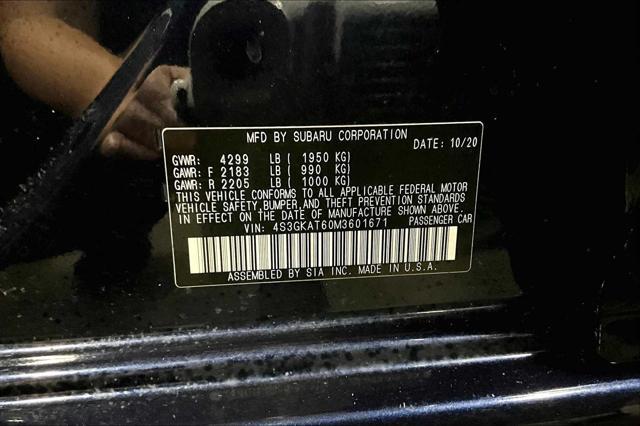 MFD BY SUBARU CORPORATION
DATE: 10/20
GVWR: 4299 LB ( 1950 KG)
GAWR: F 2183 LB ( 990 KG)
GAWR: R 2205 LB ( 1000 KG)
THIS VEHICLE CONFORMS TO ALL APPLICABLE FEDERAL MOTOR
VEHICLE SAFETY,BUMPER,AND THEFT PREVENTION STANDARDS
IN EFFECT ON THE DATE OF MANUFACTURE SHOWN ABOVE.
VIN: 4S3GKAT60M3601671 PASSENGER CAR
ASSEMBLED BY SIA INC. MADE IN U.S.A.